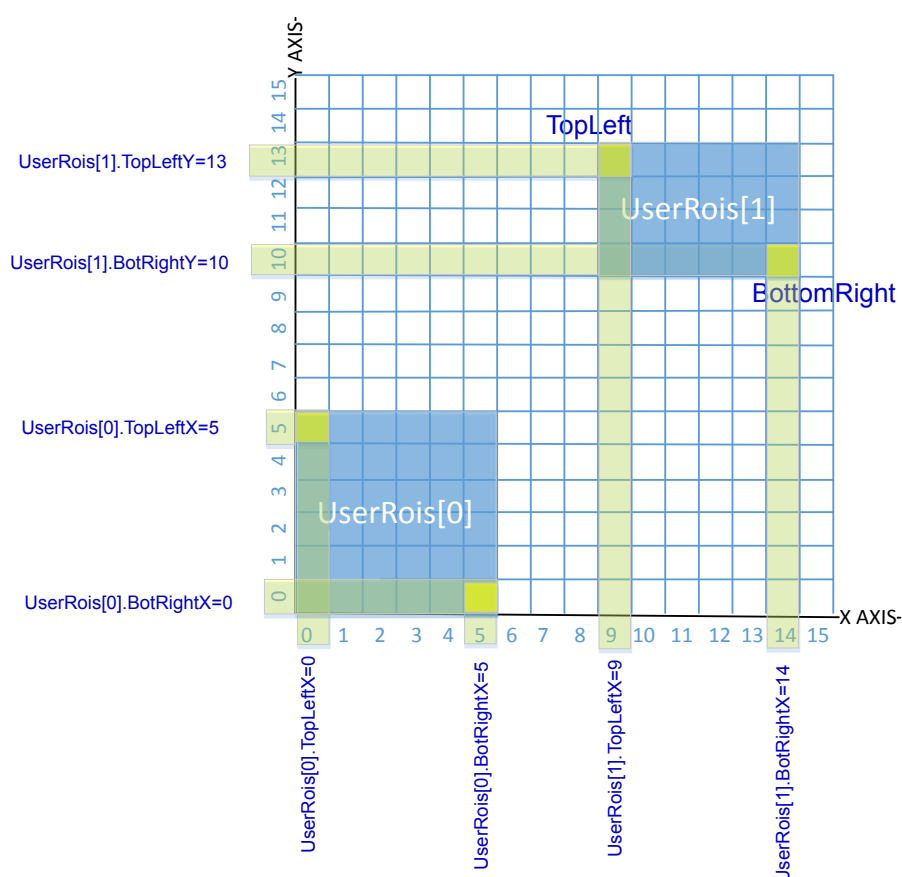 Y AXIS-
15
14
13
12
11
10
9
8
7
6
5
4
3
2
1
0
UserRois[1].TopLeftY=13
UserRois[1].BotRightY=10
UserRois[0].TopLeftX=5
UserRois[0].BotRightX=0
TopLeft
UserRois[1]
BottomRight
UserRois[0]
X AXIS-
0 1 2 3 4 5 6 7 8 9 10 11 12 13 14 15
UserRois[0].TopLeftX=0
UserRois[0].BotRightX=5
UserRois[1].TopLeftX=9
UserRois[1].BotRightX=14